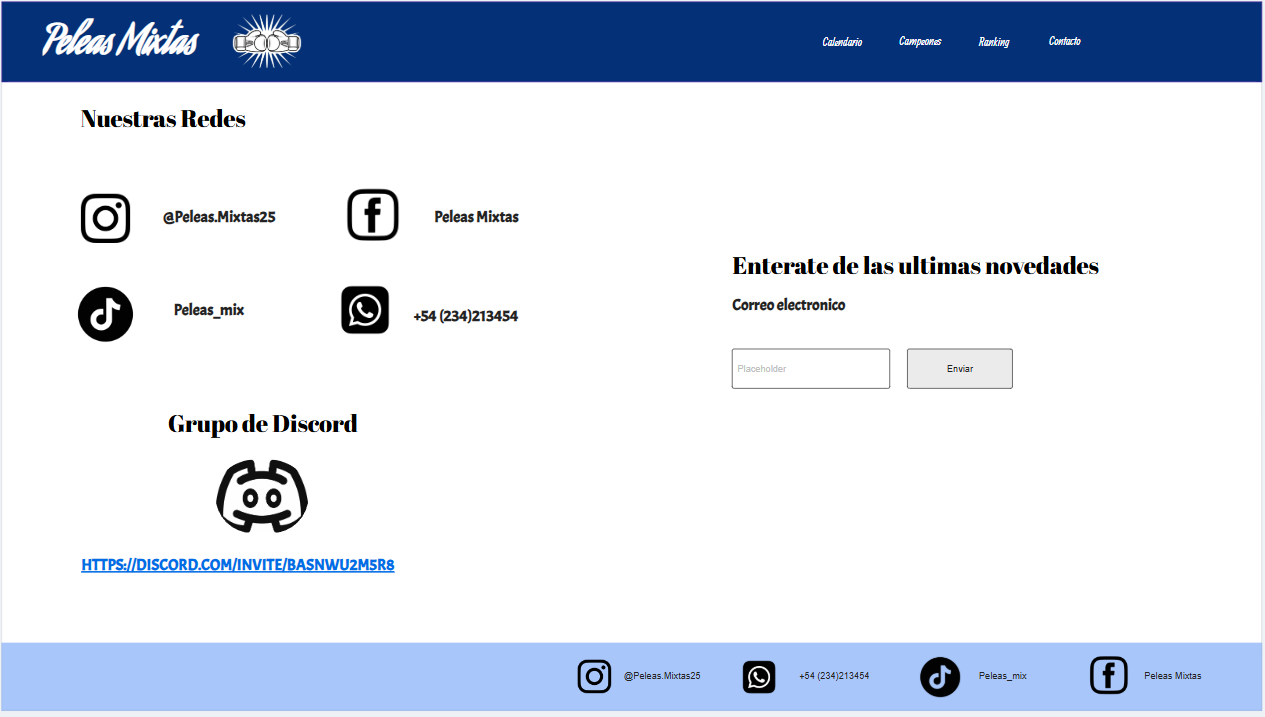 Peleas Mixtas
Calendario
Campeones
Ranking
Contacto
Nuestras Redes
@Peleas.Mixtas25
Peleas Mixtas
Peleas_mix
+54 (234)213454
Grupo de Discord
HTTPS://DISCORD.COM/INVITE/BASNWU2M5R8
Enterate de las ultimas novedades
Correo electronico
Placeholder
Enviar
@Peleas.Mixtas25
+54 (234)213454
Peleas_mix
Peleas Mixtas